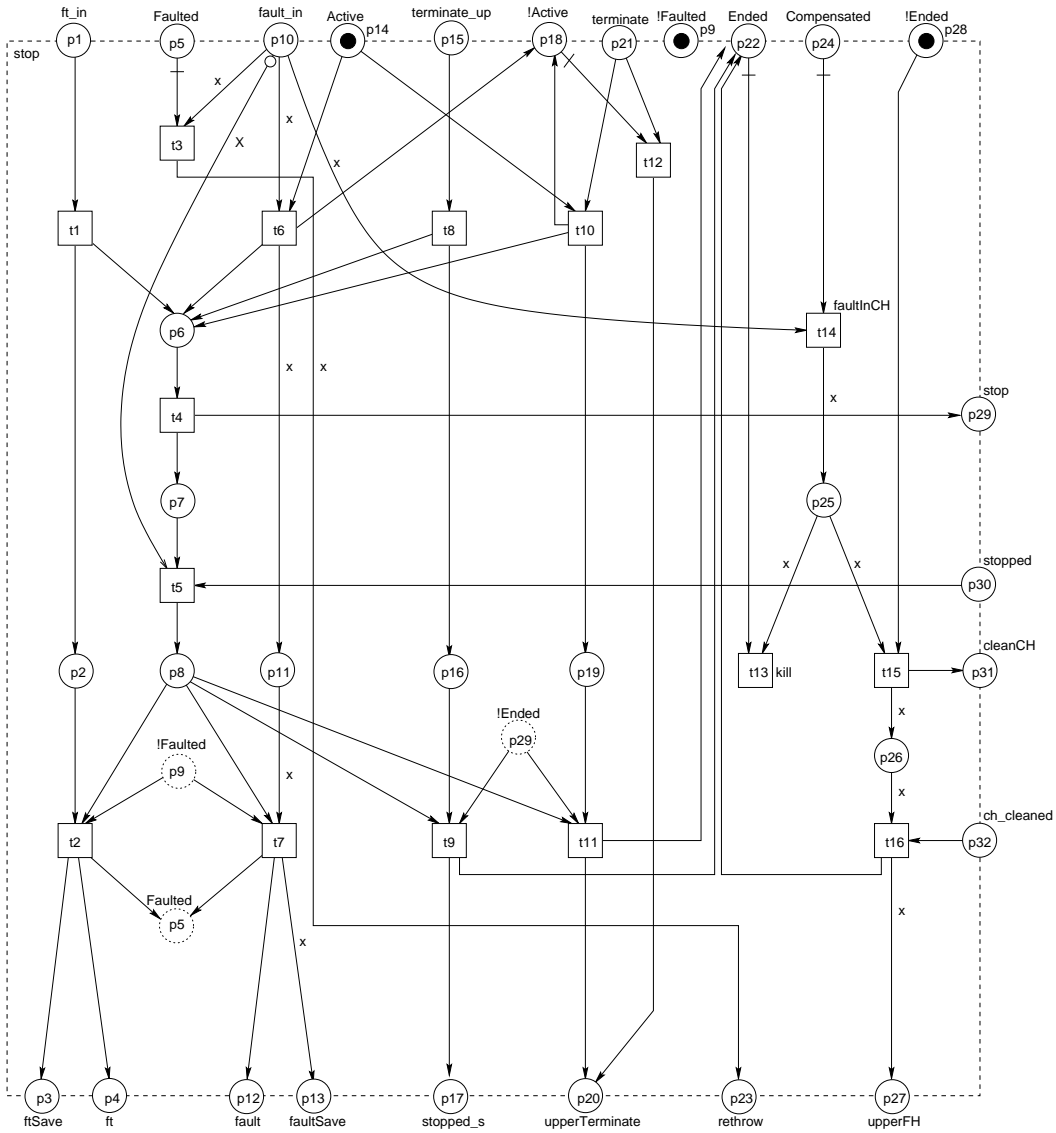 ft_in
Faulted
fault_in
Active
terminate_up
!Active
terminate
!Faulted
Ended
Compensated
!Ended
p1
p5
p10
p14
p15
p18
p21
p9
p22
p24
p28
stop
x
x
X
x
t3
t12
t1
t6
t8
t10
faultInCH
p6
t14
x
x
x
stop
t4
p29
p7
p25
x
x
stopped
t5
p30
p2
p8
p11
p16
p19
t13
kill
t15
cleanCH
p31
x
!Ended
p29
!Faulted
p9
x
p26
x
ch_cleaned
t2
t7
t9
t11
t16
p32
Faulted
p5
x
x
p3
p4
p12
p13
p17
p20
p23
p27
ftSave
ft
fault
faultSave
stopped_s
upperTerminate
rethrow
upperFH